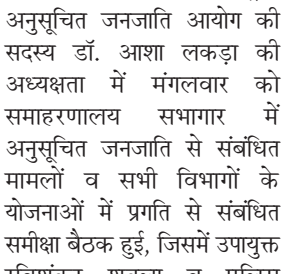 अनुसूचित जनजाति आयोग की
सदस्य डॉ. आशा लकड़ा की
अध्यक्षता में मंगलवार को
समाहरणालय सभागार में
अनुसूचित जनजाति से संबंधित
मामलों व सभी विभागों के
योजनाओं में प्रगति से संबंधित
समीक्षा बैठक हुई, जिसमें उपायुक्त